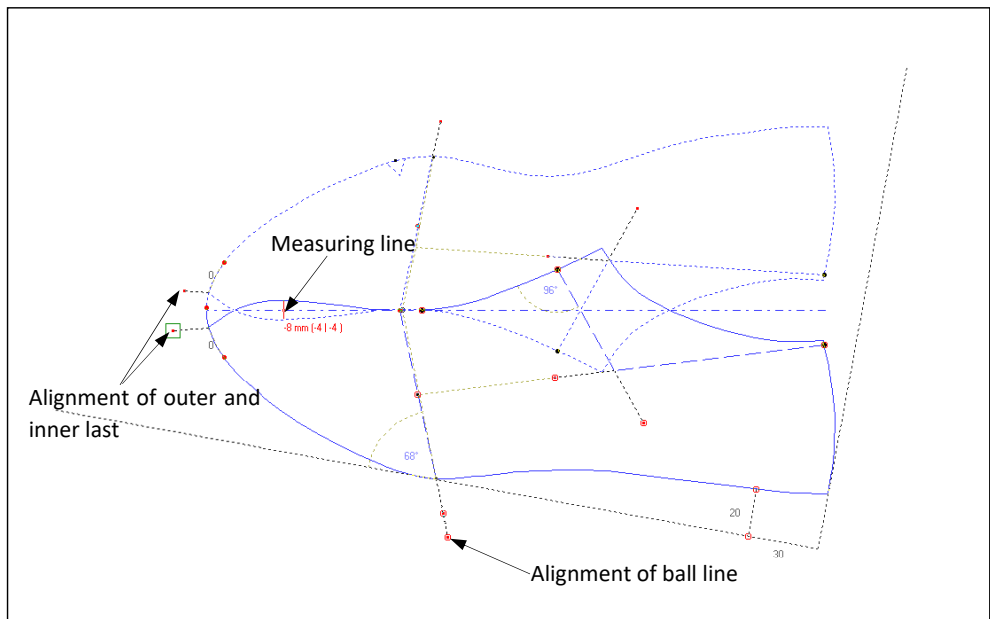 Measuring line
0
96°
-8 mm (-4 | -4 )
0
Alignment of outer and
inner last
68°
20
30
Alignment of ball line